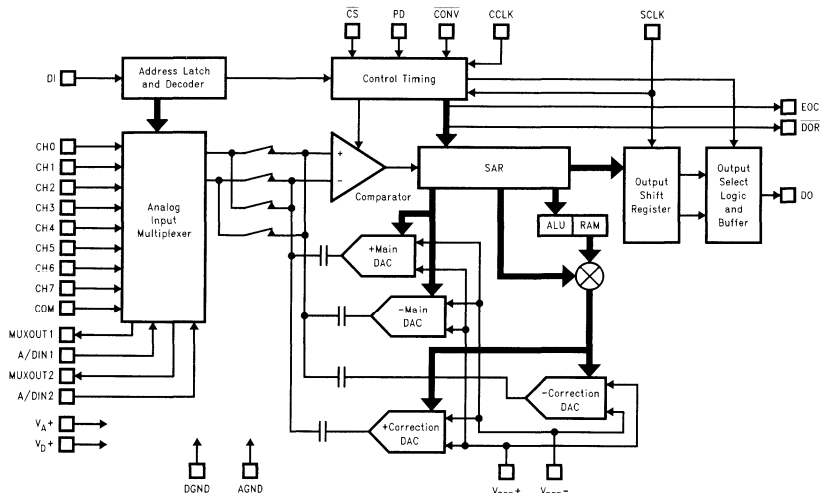 CS
PD
CONV
CCLK
SCLK
DI
Address Latch
and Decoder
Control Timing
EOC
DOR
CH0
CH1
CH2
CH3
CH4
CH5
CH6
CH7
COM
MUXOUT1
A/DIN1
MUXOUT2
A/DIN2
Analog
Input
Multiplexer
+
−
Comparator
SAR
ALU
RAM
Output
Shift
Register
Output
Select
Logic
and
Buffer
DO
+Main
DAC
−Main
DAC
−Correction
DAC
+Correction
DAC
VA+
VD+
DGND
AGND